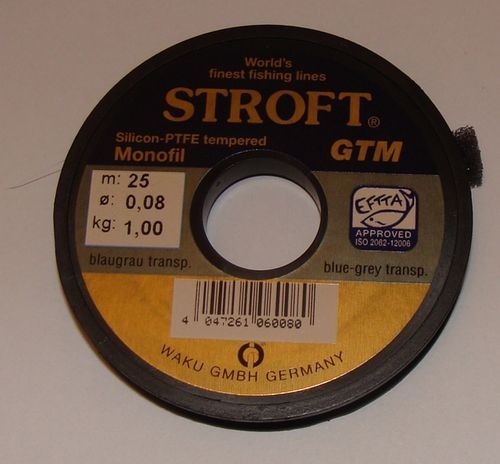 World's
finest fishing lines
STROFT®
Silicon-PTFE tempered
Monofil
GTM
m: 25
ø: 0,08
kg: 1,00
EFTTA
APPROVED
ISO 2062-12006
blaugrau transp.
blue-grey transp.
4 047261 060080
WAKU GMBH GERMANY